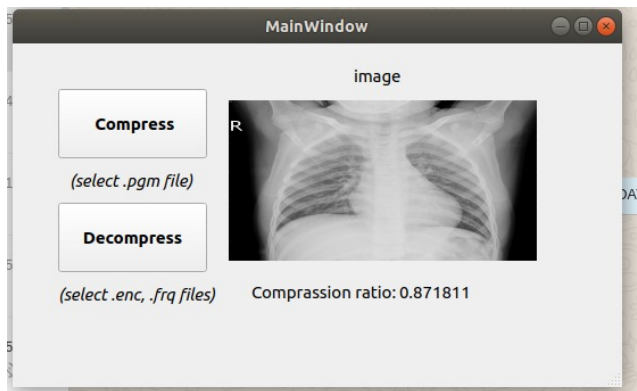 MainWindow
image
R
Compress
(select .pgm file)
Decompress
(select .enc, .frq files)
Comprassion ratio: 0.871811